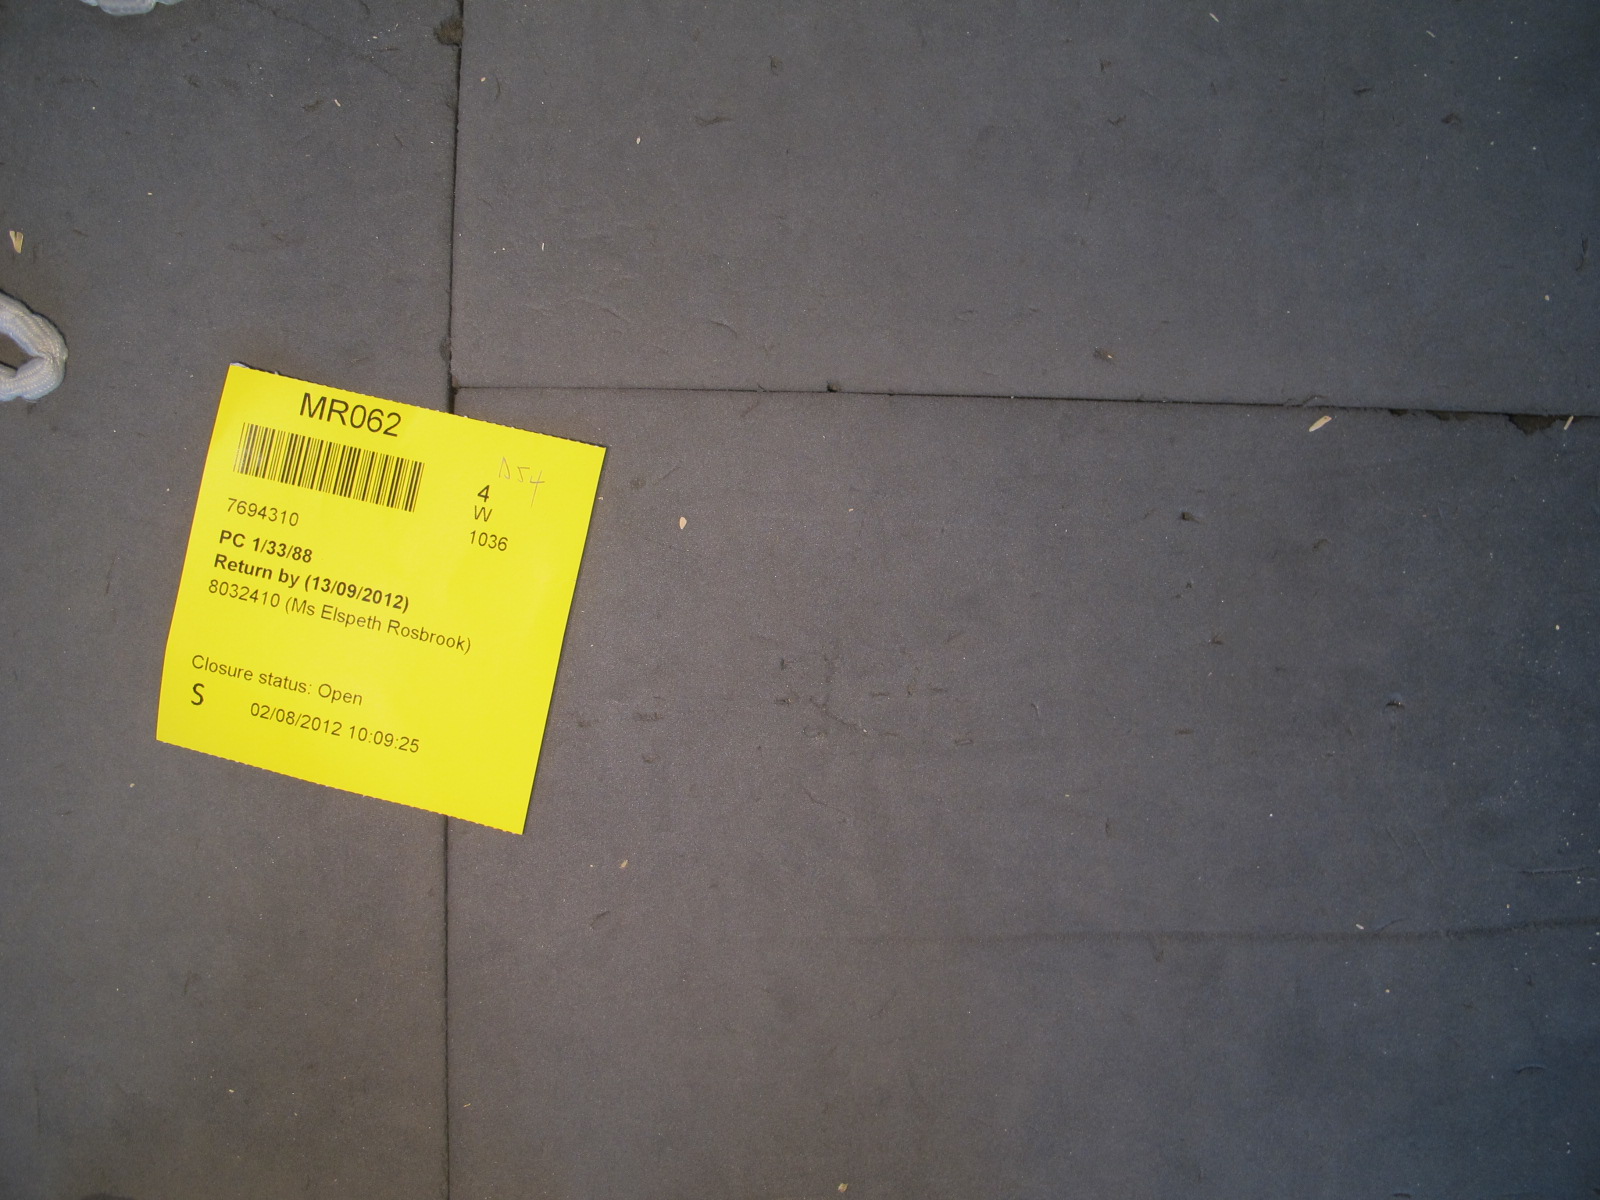 MR062
D54
4
W
1036
7694310
PC 1/33/88
Return by (13/09/2012)
8032410 (Ms Elspeth Rosbrook)
Closure status: Open
S
02/08/2012 10:09:25